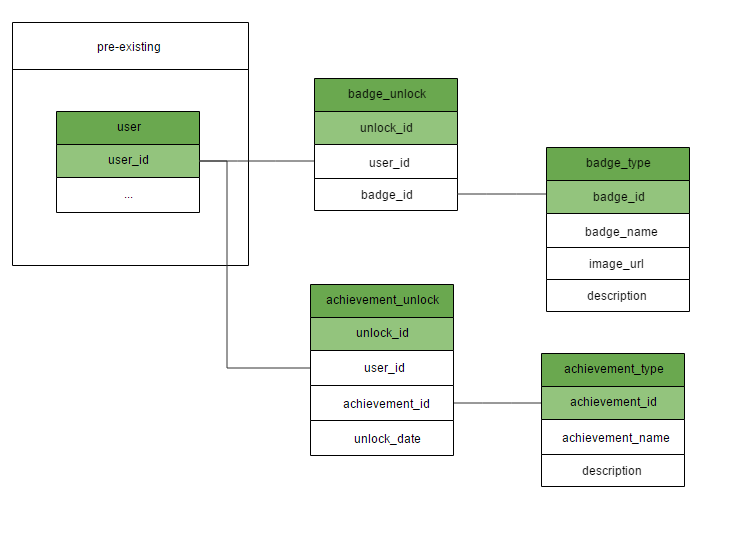 pre-existing
user
user_id
...
badge_unlock
unlock_id
user_id
badge_id
badge_type
badge_id
badge_name
image_url
description
achievement_unlock
unlock_id
user_id
achievement_id
unlock_date
achievement_type
achievement_id
achievement_name
description